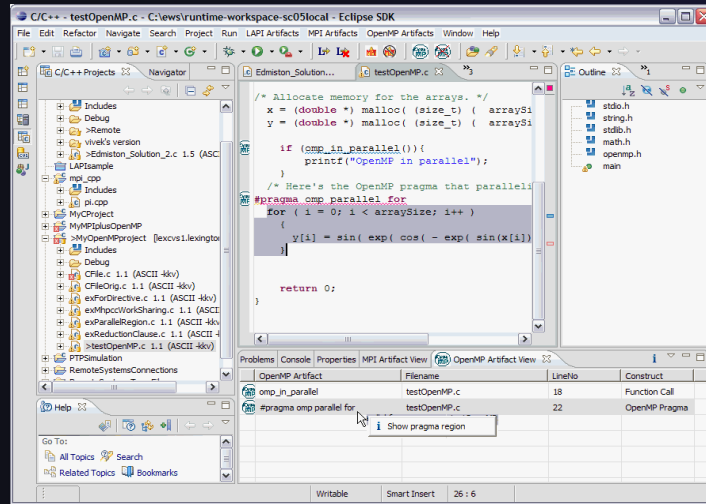 C/C++ - testOpenMP.c - C:\ews\runtime-workspace-sc05local - Eclipse SDK
File Edit Refactor Navigate Search Project Run LAPI Artifacts MPI Artifacts OpenMP Artifacts Window Help
C/C++ Projects Navigator
Includes
Debug
>Remote
vivek's version
>Edmiston_Solution_2.c 1.5 (ASC
LAPIsample
mpi_cpp
Includes
pi.cpp
MyCProject
MyMPIplusOpenMP
>MyOpenMPproject [lexcvs1.lexington
Includes
Debug
CFile.c 1.1 (ASCII -kkv)
CFileOrig.c 1.1 (ASCII -kkv)
exForDirective.c 1.1 (ASCII -kkv)
exMhpccWorkSharing.c 1.1 (ASCI
exParallelRegion.c 1.1 (ASCII -kkv
exReductionClause.c 1.1 (ASCII -k
>testOpenMP.c 1.1 (ASCII -kkv)
PTPSimulation
RemoteSystemsConnections
Edmiston_Solution... testOpenMP.c »3
/* Allocate memory for the arrays. */
x = (double *) malloc( (size_t) ( arraySi
y = (double *) malloc( (size_t) ( arraySi
if (omp_in_parallel()){
printf("OpenMP in parallel");
}
/* Here's the OpenMP pragma that paralleli
#pragma omp parallel for
for ( i = 0; i < arraySize; i++ )
{
y[i] = sin( exp( cos( - exp( sin(x[i])
}
return 0;
}
Outline »1
stdio.h
string.h
stdlib.h
math.h
openmp.h
main
Help
Go To:
All Topics Search
Related Topics Bookmarks
Problems Console Properties MPI Artifact View OpenMP Artifact View
OpenMP Artifact Filename LineNo Construct
omp_in_parallel testOpenMP.c 18 Function Call
#pragma omp parallel for testOpenMP.c 22 OpenMP Pragma
Show pragma region
Writable Smart Insert 26 : 6